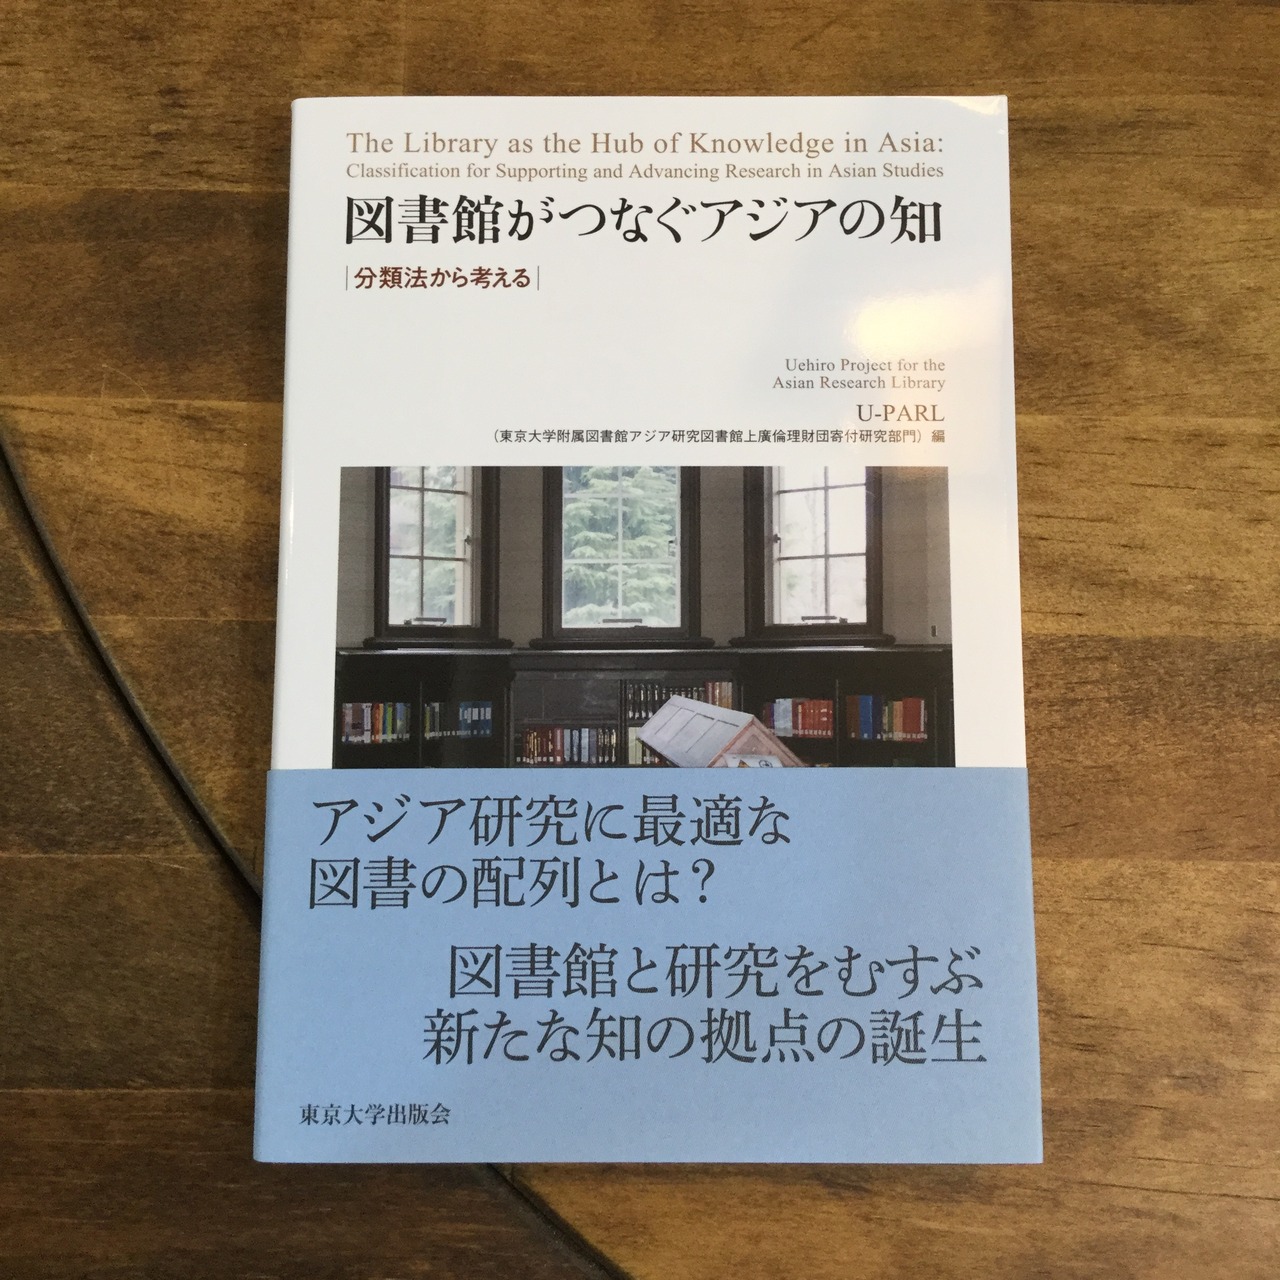 The Library as the Hub of Knowledge in Asia:
Classification for Supporting and Advancing Research in Asian Studies
図書館がつなぐアジアの知
|分類法から考える|
Uehiro Project for the
Asian Research Library
U-PARL
（東京大学附属図書館アジア研究図書館上廣倫理財団寄付研究部門）編
アジア研究に最適な
図書の配列とは？
図書館と研究をむすぶ
新たな知の拠点の誕生
東京大学出版会